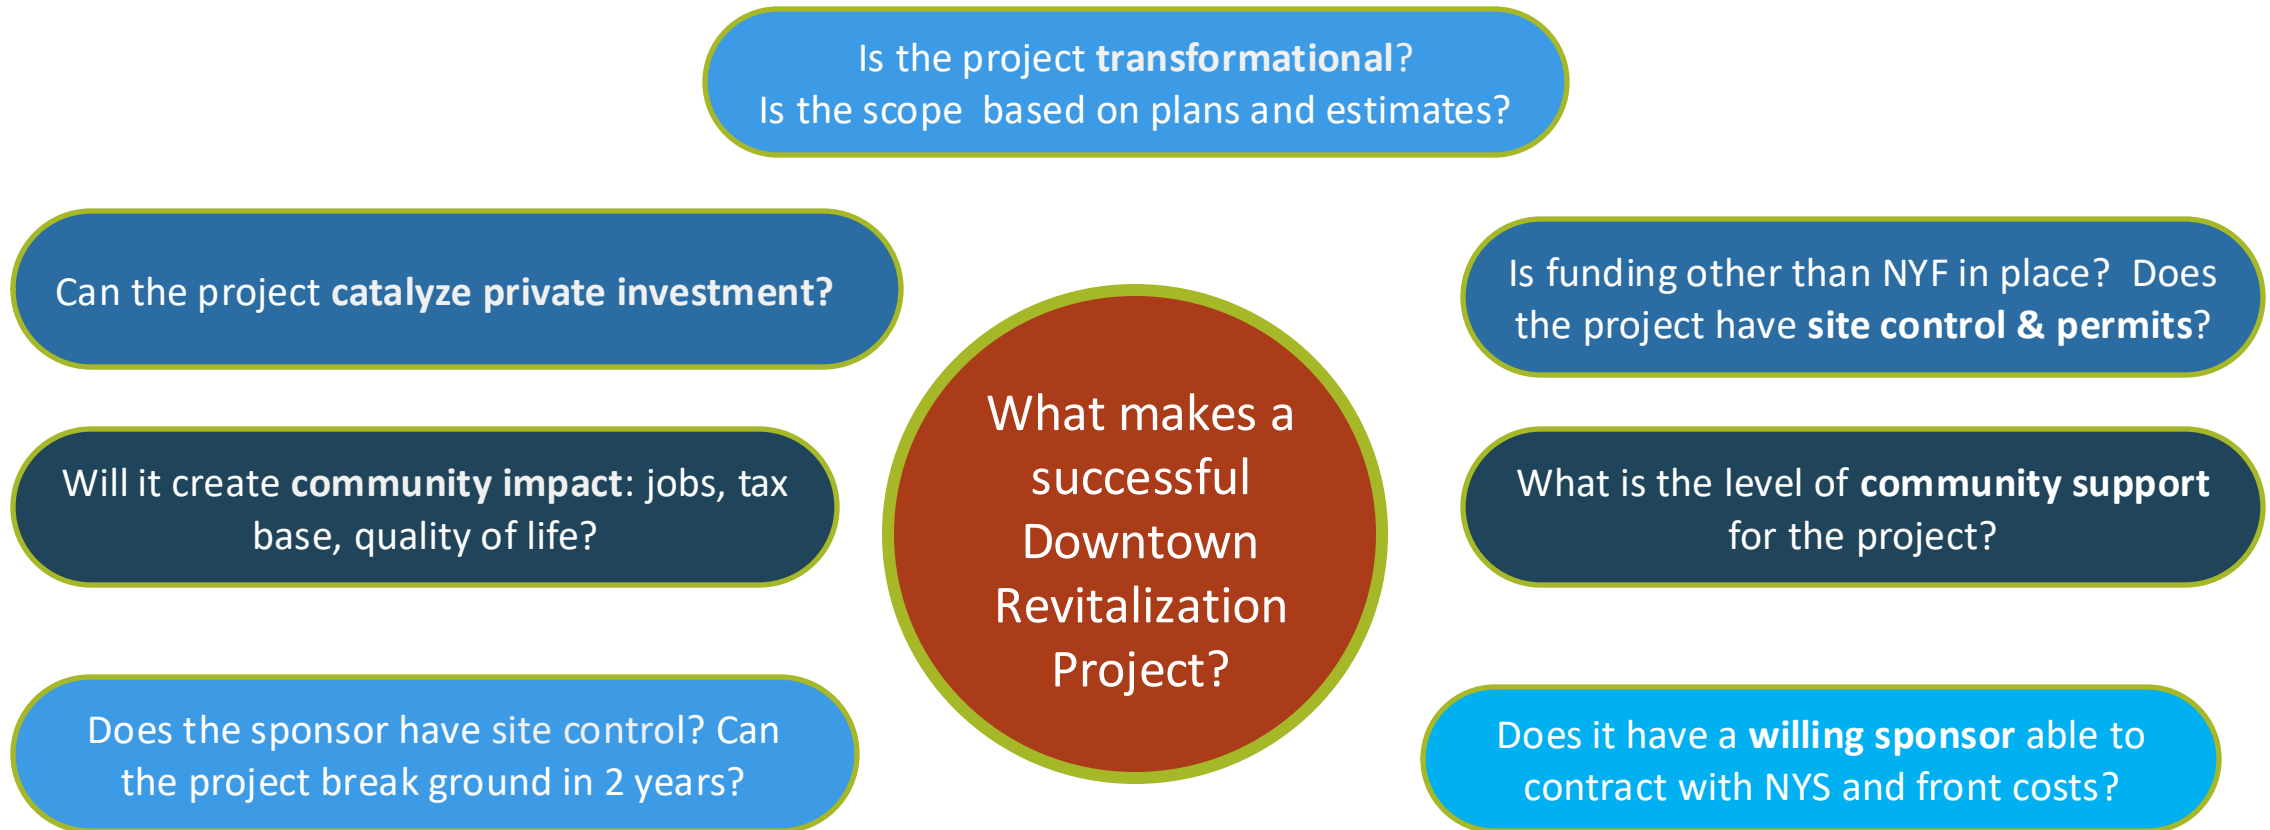 Is the project transformational?
Is the scope  based on plans and estimates?
Can the project catalyze private investment?
Is funding other than NYF in place?  Does
the project have site control & permits?
What makes a
successful
Downtown
Revitalization
Project?
Will it create community impact: jobs, tax
base, quality of life?
What is the level of community support
for the project?
Does the sponsor have site control? Can
the project break ground in 2 years?
Does it have a willing sponsor able to
contract with NYS and front costs?